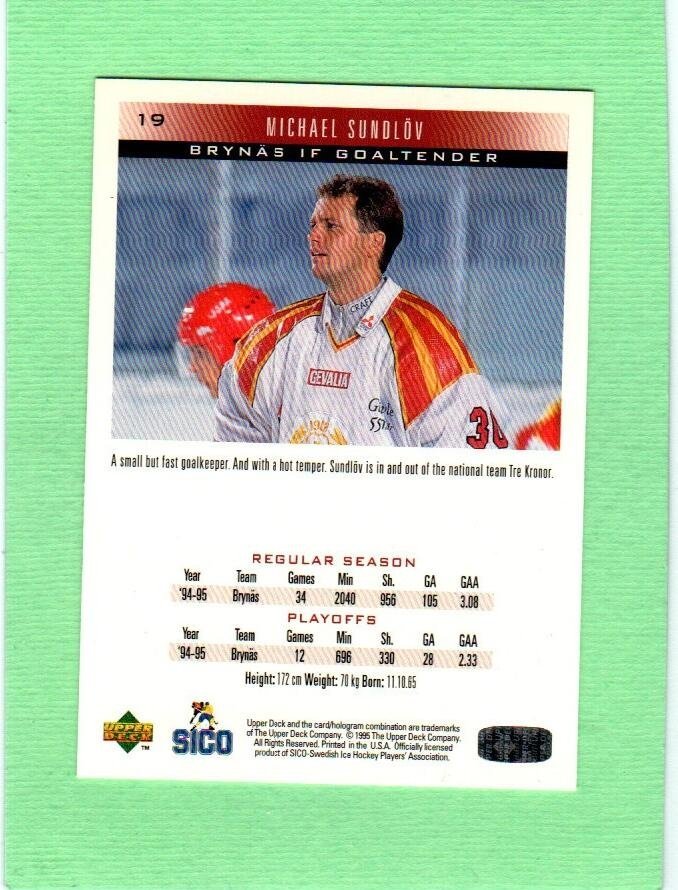 19
MICHAEL SUNDLÖV
BRYNÄS IF GOALTENDER
CRAFT
GEVALIA
1912
Gävle
A small but fast goalkeeper. And with a hot temper. Sundlöv is in and out of the national team Tre Kronor.
REGULAR SEASON
Year Team Games Min Sh. GA GAA
'94-95 Brynäs 34 2040 956 105 3.08
PLAYOFFS
Year Team Games Min Sh. GA GAA
'94-95 Brynäs 12 696 330 28 2.33
Height: 172 cm Weight: 70 kg Born: 11.10.65
UPPER DECK TM
SICO
Upper Deck and the card/hologram combination are trademarks
of The Upper Deck Company. © 1995 The Upper Deck Company.
All Rights Reserved. Printed in the U.S.A. Officially licensed
product of SICO-Swedish Ice Hockey Players' Association.